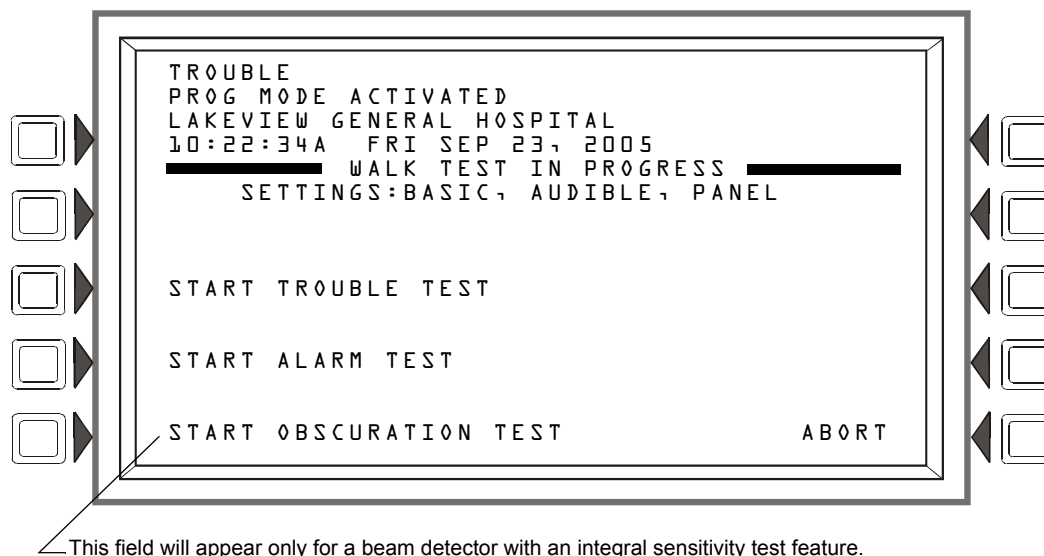 TROUBLE
PROG MODE ACTIVATED
LAKEVIEW GENERAL HOSPITAL
10:22:34A FRI SEP 23, 2005
WALK TEST IN PROGRESS
SETTINGS:BASIC, AUDIBLE, PANEL
START TROUBLE TEST
START ALARM TEST
START OBSCURATION TEST ABORT
This field will appear only for a beam detector with an integral sensitivity test feature.